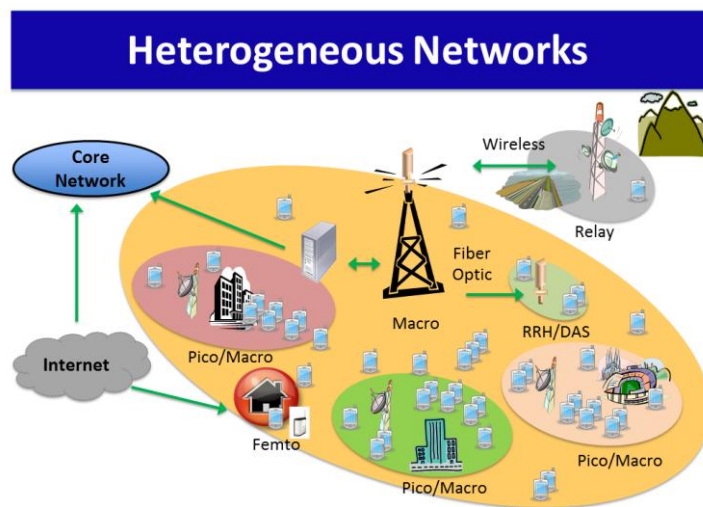 Heterogeneous Networks
Core
Network
Wireless
Relay
Fiber
Optic
Macro
RRH/DAS
Pico/Macro
Internet
Femto
Pico/Macro
Pico/Macro